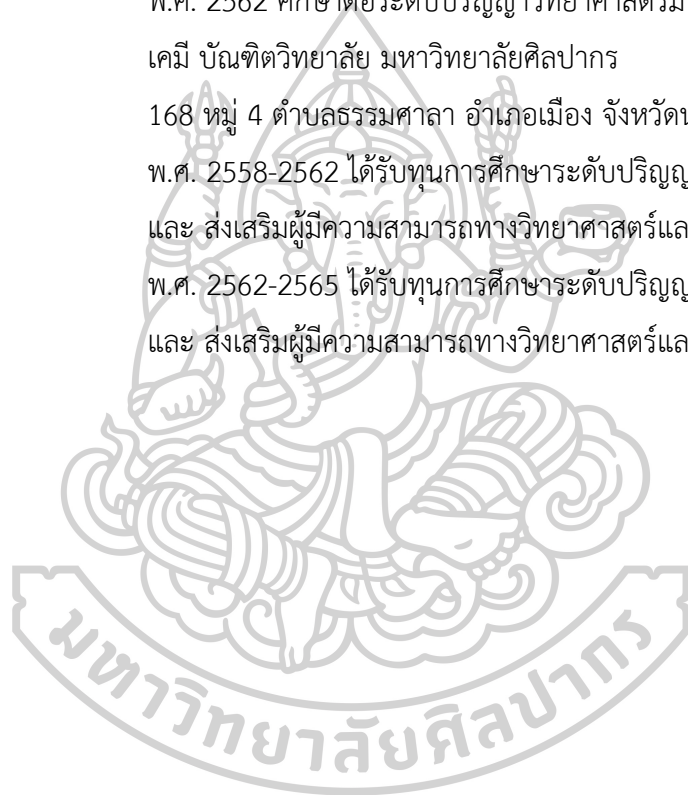 พ.ศ. 2562 ศึกษาต่อระดับปริญญาวิทยาศาสตรม
เคมี บัณฑิตวิทยาลัย มหาวิทยาลัยศิลปากร
168 หมู่ 4 ตำบลธรรมศาลา อำเภอเมือง จังหวัดน
พ.ศ. 2558-2562 ได้รับทุนการศึกษาระดับปริญญ
และ ส่งเสริมผู้มีความสามารถทางวิทยาศาสตร์แล
พ.ศ. 2562-2565 ได้รับทุนการศึกษาระดับปริญญ
และ ส่งเสริมผู้มีความสามารถทางวิทยาศาสตร์แล
มหาวิทยาลัยศิลปากร